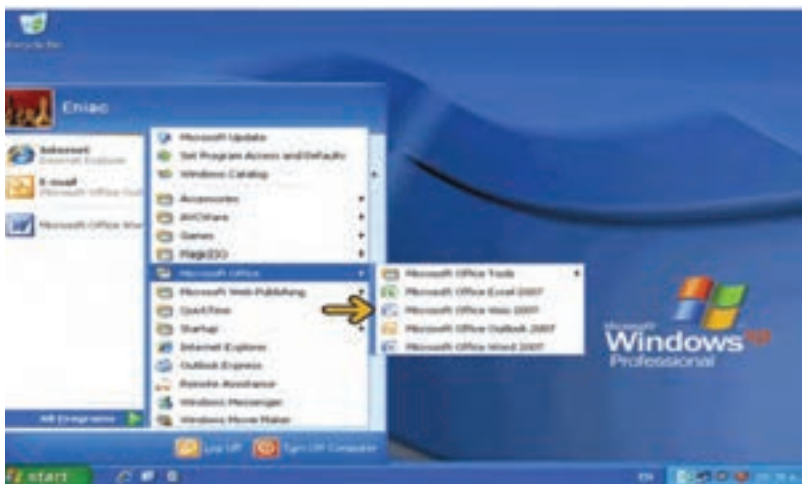 Recycle Bin
Eniac
Internet
Internet Explorer
E-mail
Microsoft Office
Microsoft Office
All Programs
Microsoft Update
Set Program Access and Defaults
Windows Catalog
Accessories
Games
MagicISO
Microsoft Office
Microsoft Web Publishing
QuickTime
Startup
Internet Explorer
Outlook Express
Remote Assistance
Windows Messenger
Windows Movie Maker
Microsoft Office Tools
Microsoft Office Excel 2007
Microsoft Office Visio 2007
Microsoft Office Outlook 2007
Microsoft Office Word 2007
Microsoft
Windows xp
Professional
Log Off
Turn Off Computer
start
EN